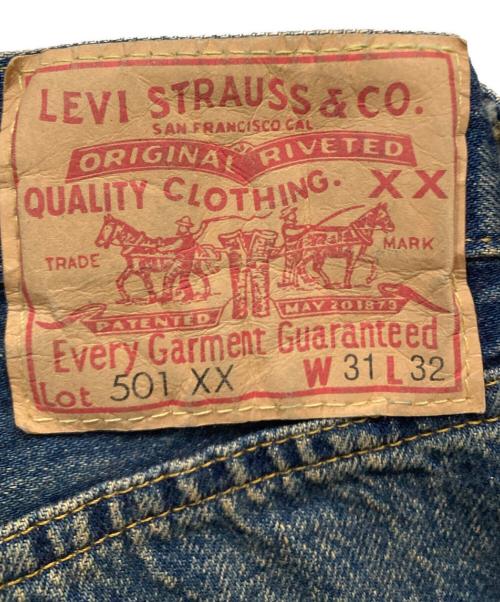 LEVI STRAUSS & CO.
SAN FRANCISCO CAL
ORIGINAL RIVETED
QUALITY CLOTHING. XX
TRADE MARK
PATENTED MAY 20 1873
Every Garment Guaranteed
Lot 501 XX W 31 L 32